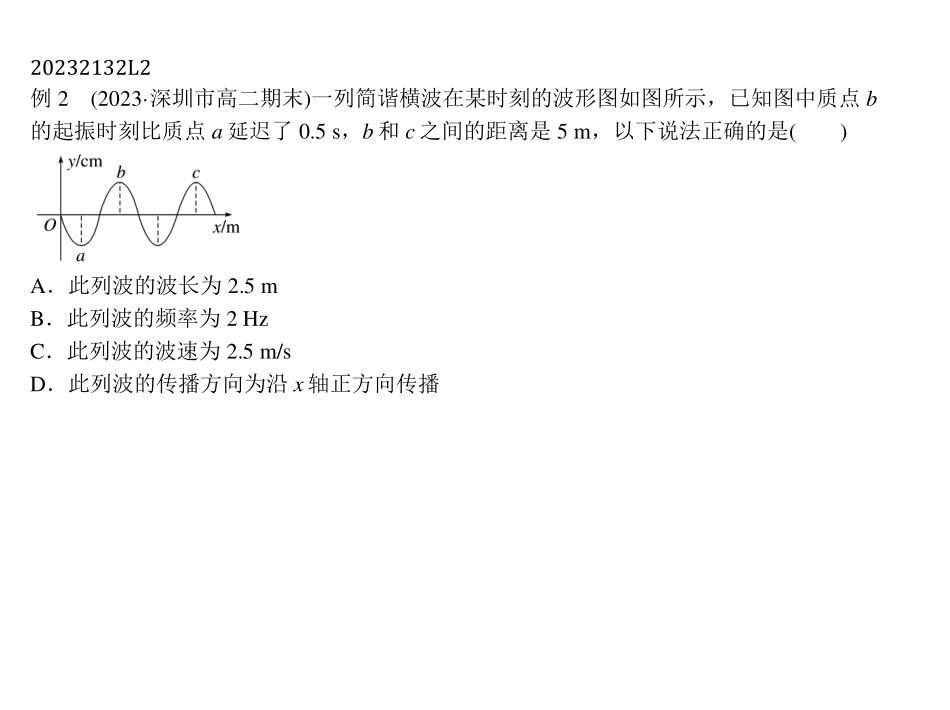 20232132L2
例 2　(2023·深圳市高二期末)一列简谐横波在某时刻的波形图如图所示，已知图中质点 b
的起振时刻比质点 a 延迟了 0.5 s，b 和 c 之间的距离是 5 m，以下说法正确的是(　　)
y/cm
b
c
O
x/m
a
A．此列波的波长为 2.5 m
B．此列波的频率为 2 Hz
C．此列波的波速为 2.5 m/s
D．此列波的传播方向为沿 x 轴正方向传播